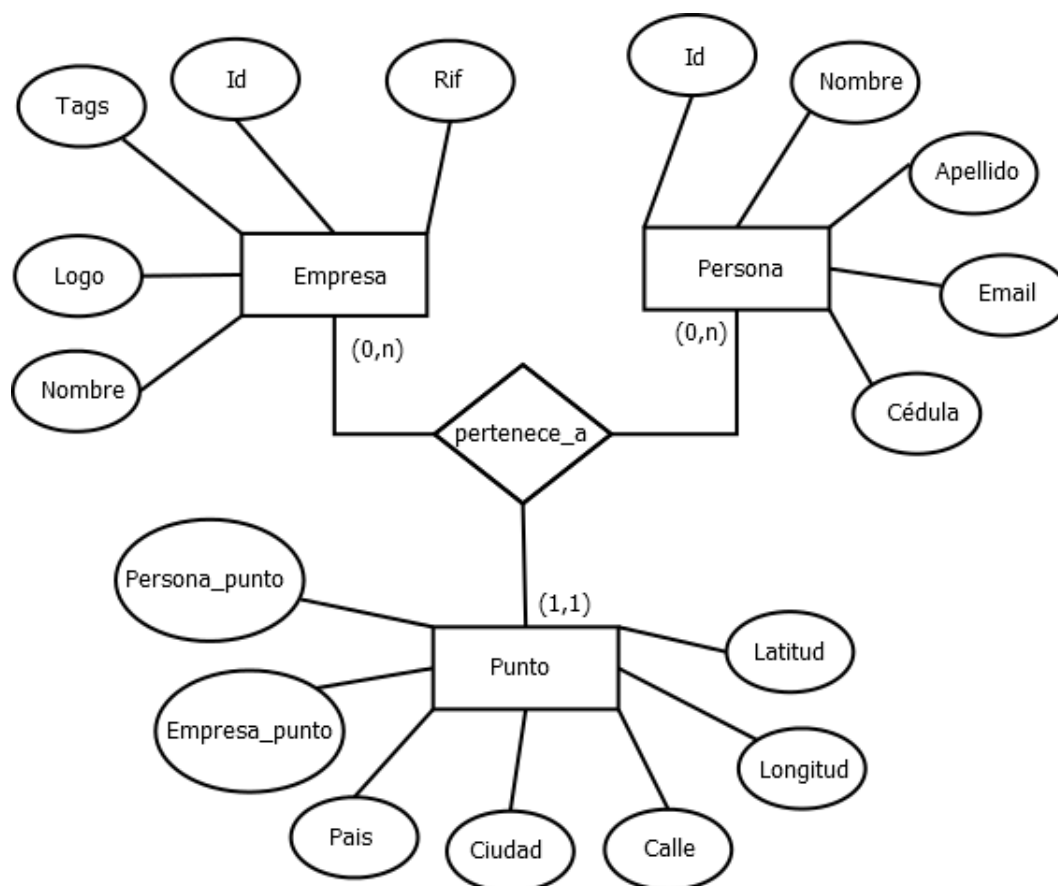 Id
Rif
Tags
Logo
Nombre
Empresa
(0,n)
Id
Nombre
Apellido
Email
Cédula
Persona
(0,n)
pertenece_a
(1,1)
Persona_punto
Empresa_punto
Punto
Latitud
Longitud
Pais
Ciudad
Calle